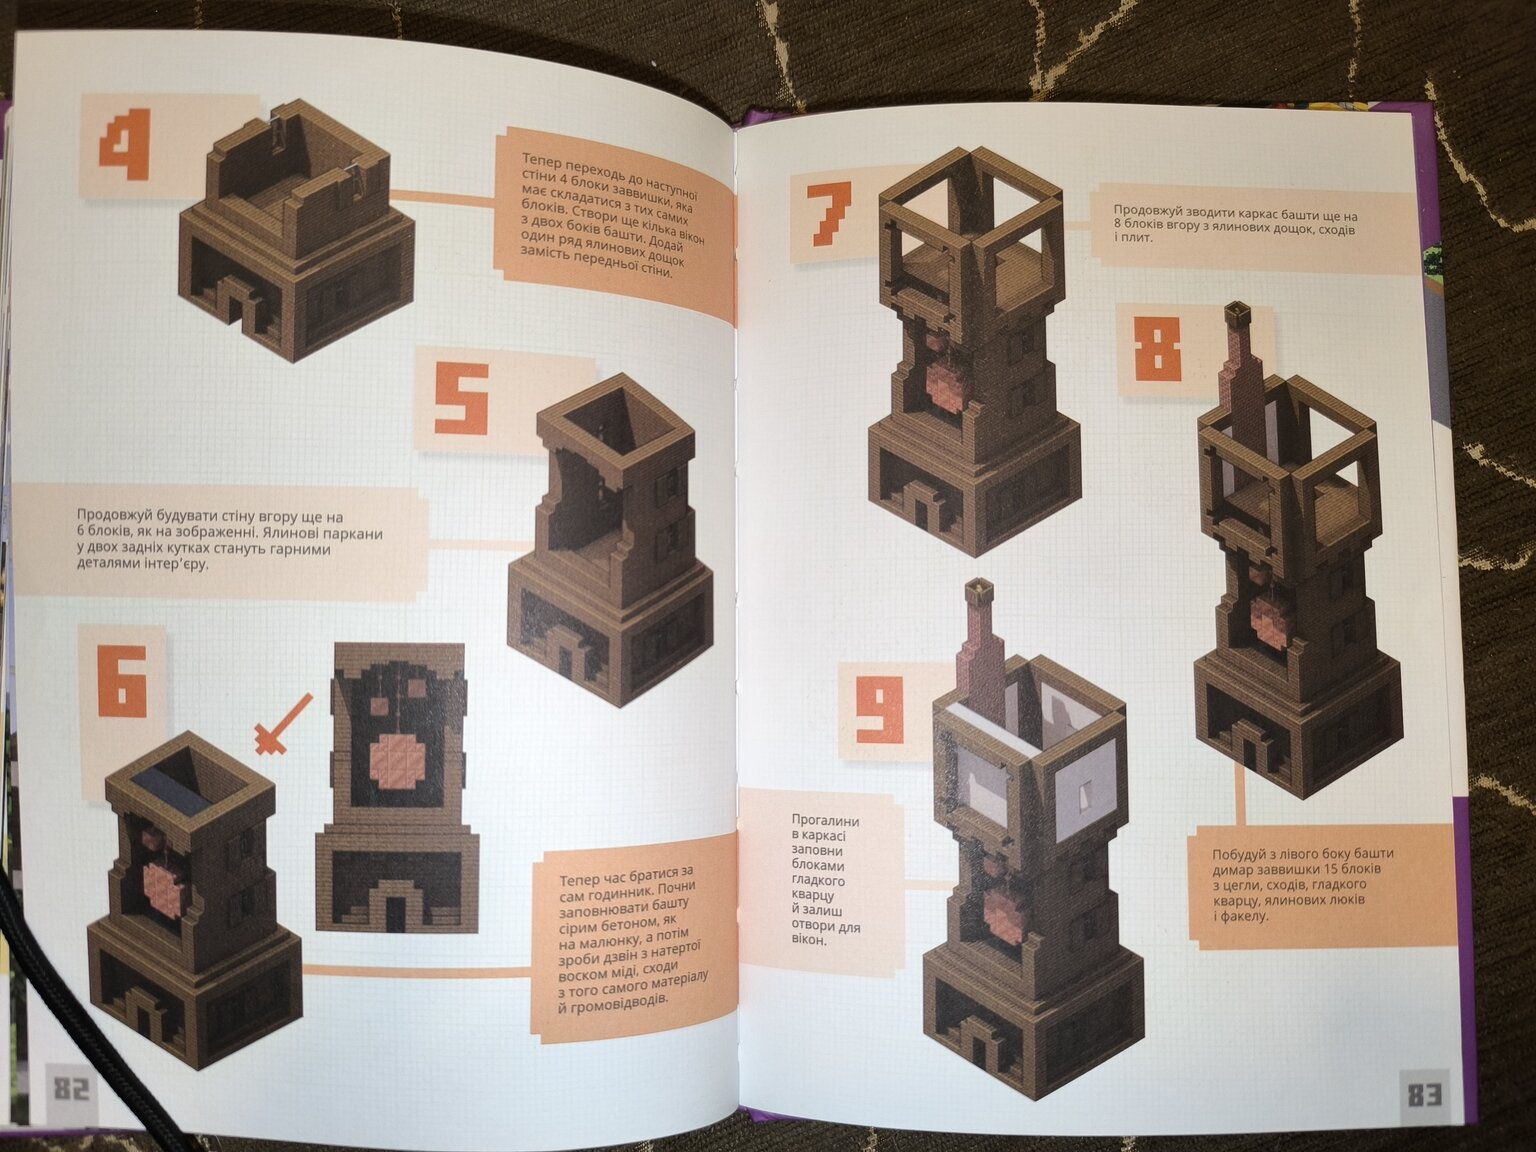 4
Тепер переходь до наступної
стіни 4 блоки заввишки, яка
має складатися з тих самих
блоків. Створи ще кілька вікон
з двох боків башти. Додай
один ряд ялинових дощок
замість передньої стіни.
5
Продовжуй будувати стіну вгору ще на
6 блоків, як на зображенні. Ялинові паркани
у двох задніх кутках стануть гарними
деталями інтер’єру.
6
Тепер час братися за
сам годинник. Почни
заповнювати башту
сірим бетоном, як
на малюнку, а потім
зроби дзвін з натертої
воском міді, сходи
з того самого матеріалу
й громовідводів.
82
7
Продовжуй зводити каркас башти ще на
8 блоків вгору з ялинових дощок, сходів
і плит.
8
Побудуй з лівого боку башти
димар заввишки 15 блоків
з цегли, сходів, гладкого
кварцу, ялинових люків
і факелу.
9
Прогалини
в каркасі
заповни
блоками
гладкого
кварцу
й залиш
отвори для
вікон.
83